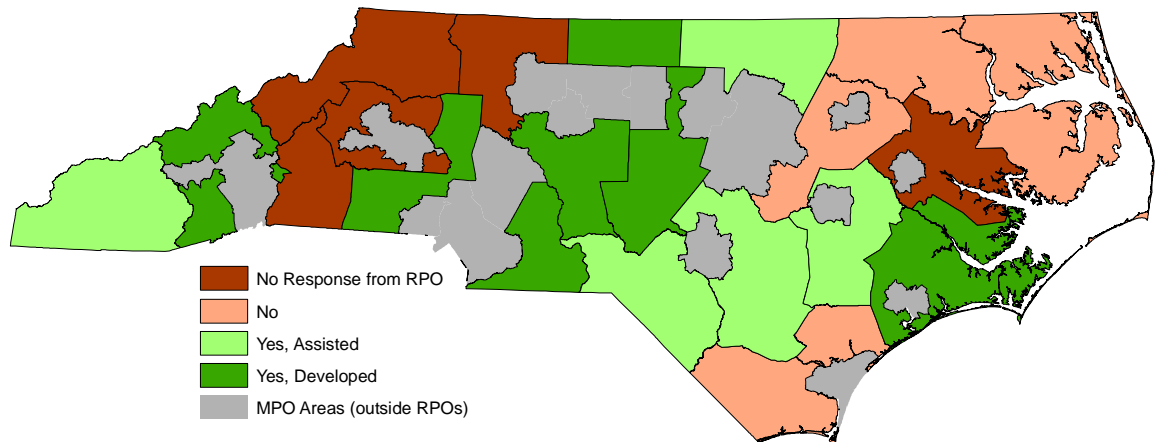 No Response from RPO
No
Yes, Assisted
Yes, Developed
MPO Areas (outside RPOs)